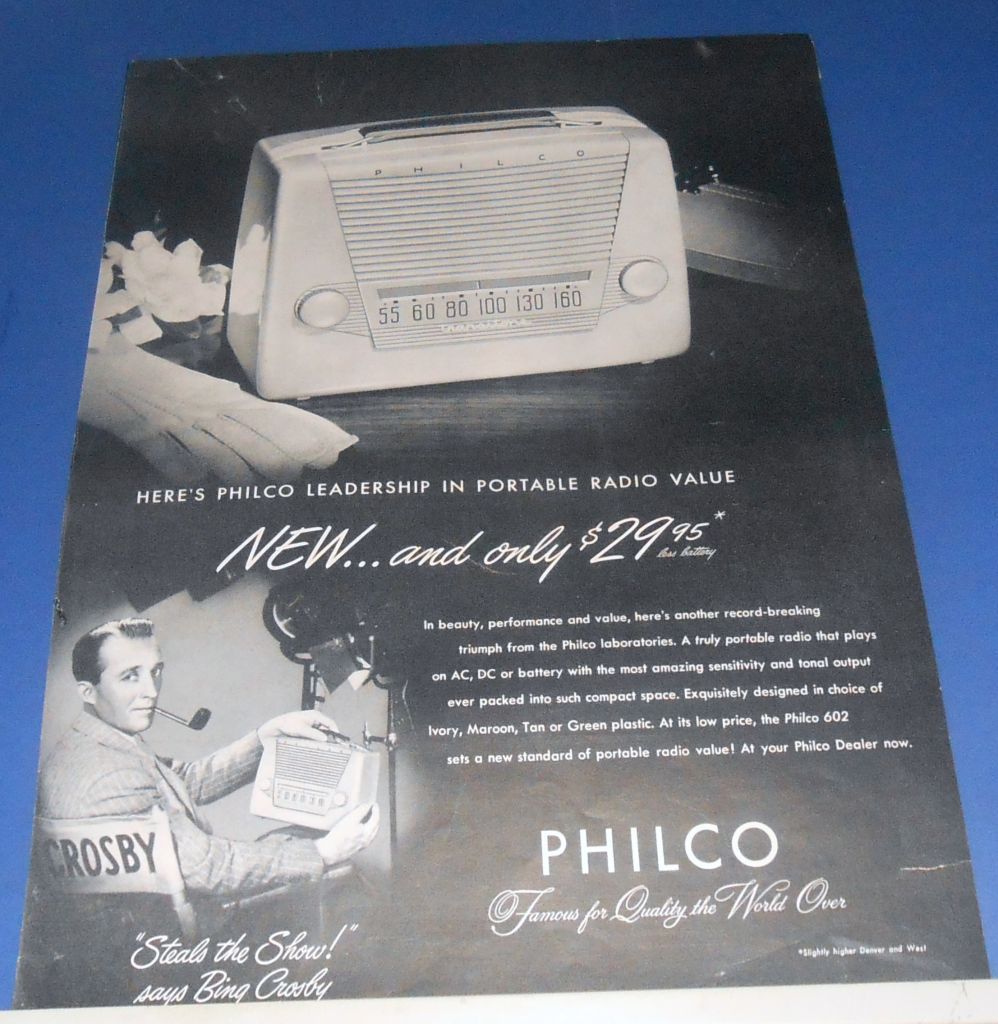 PHILCO
55 60 80 100 130 160
Transitone
HERE'S PHILCO LEADERSHIP IN PORTABLE RADIO VALUE
NEW... and only $29.95*
less battery
In beauty, performance and value, here's another record-breaking
triumph from the Philco laboratories. A truly portable radio that plays
on AC, DC or battery with the most amazing sensitivity and tonal output
ever packed into such compact space. Exquisitely designed in choice of
Ivory, Maroon, Tan or Green plastic. At its low price, the Philco 602
sets a new standard of portable radio value! At your Philco Dealer now.
CROSBY
PHILCO
Famous for Quality the World Over
"Steals the Show!"
says Bing Crosby
*Slightly higher Denver and West